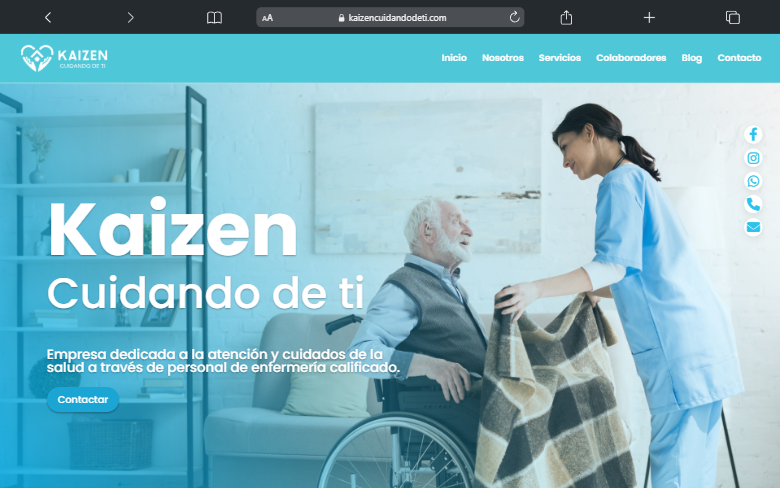 AA
kaizencuidandodeti.com
KAIZEN
CUIDANDO DE TI
Inicio Nosotros Servicios Colaboradores Blog Contacto
Kaizen
Cuidando de ti
Empresa dedicada a la atención y cuidados de la
salud a través de personal de enfermería calificado.
Contactar